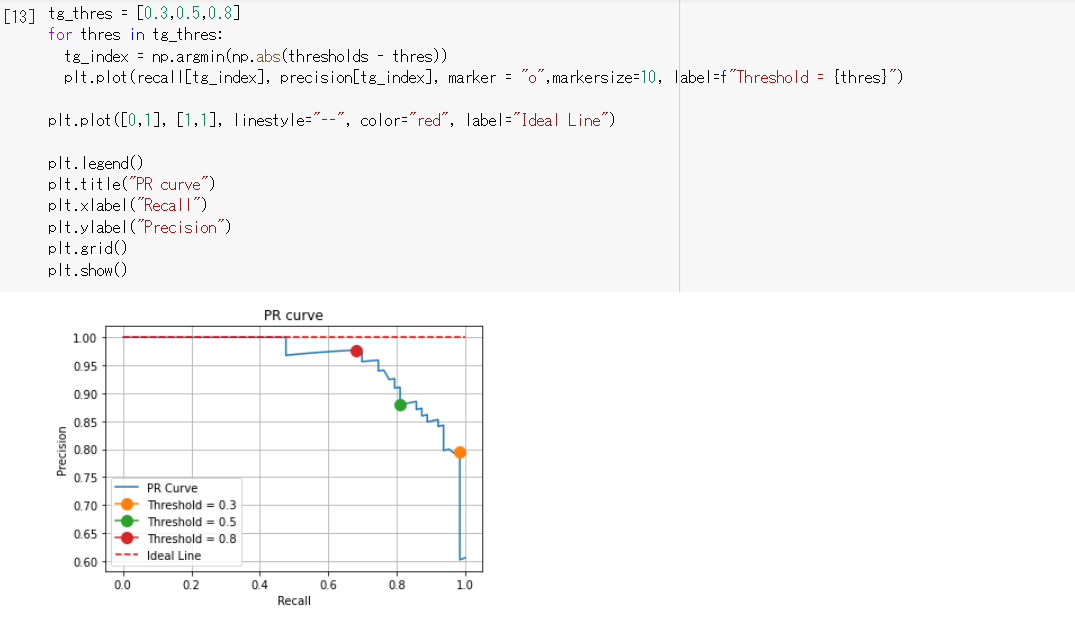 [13] tg_thres = [0.3,0.5,0.8]
for thres in tg_thres:
  tg_index = np.argmin(np.abs(thresholds - thres))
  plt.plot(recall[tg_index], precision[tg_index], marker = "o",markersize=10, label=f"Threshold = {thres}")
plt.plot([0,1], [1,1], linestyle="--", color="red", label="Ideal Line")
plt.legend()
plt.title("PR curve")
plt.xlabel("Recall")
plt.ylabel("Precision")
plt.grid()
plt.show()
PR curve
1.00
0.95
0.90
0.85
0.80
0.75
0.70
0.65
0.60
Precision
PR Curve
Threshold = 0.3
Threshold = 0.5
Threshold = 0.8
Ideal Line
0.0 0.2 0.4 0.6 0.8 1.0
Recall